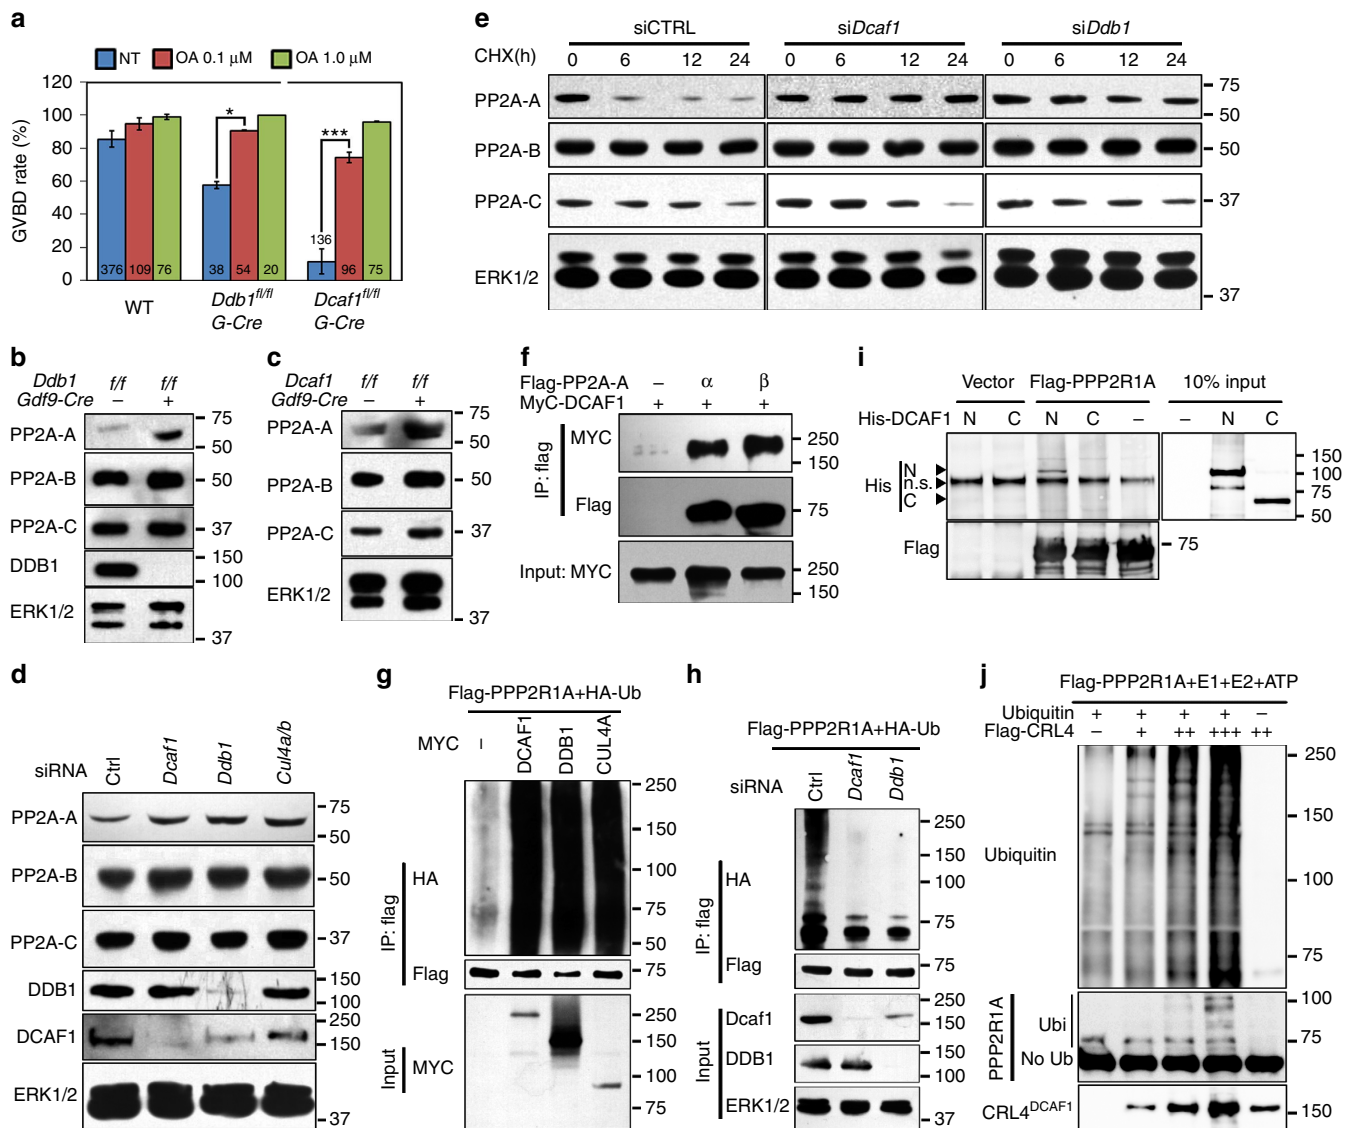 a
NT OA 0.1 μM OA 1.0 μM
GVBD rate (%)
120
100
80
60
40
20
0
* ***
136
376 109 76 38 54 20 96 75
WT Ddb1fl/fl G-Cre Dcaf1fl/fl G-Cre
b
Ddb1 f/f f/f
Gdf9-Cre – +
PP2A-A 75 50
PP2A-B 50
PP2A-C 37
DDB1 150 100
ERK1/2 37
c
Dcaf1 f/f f/f
Gdf9-Cre – +
PP2A-A 75 50
PP2A-B 50
PP2A-C 37
ERK1/2 37
d
siRNA Ctrl Dcaf1 Ddb1 Cul4a/b
PP2A-A 75 50
PP2A-B 50
PP2A-C 37
DDB1 150 100
DCAF1 250 150
ERK1/2 37
e
siCTRL siDcaf1 siDdb1
CHX(h) 0 6 12 24 0 6 12 24 0 6 12 24
PP2A-A 75 50
PP2A-B 50
PP2A-C 37
ERK1/2 37
f
Flag-PP2A-A – α β
MyC-DCAF1 + + +
IP: flag
MYC 250 150
Flag 75
Input: MYC 250 150
g
Flag-PPP2R1A+HA-Ub
MYC – DCAF1 DDB1 CUL4A
IP: flag
HA 250 150 100 75 50
Flag 75
Input
MYC 250 150 100 75
h
Flag-PPP2R1A+HA-Ub
siRNA Ctrl Dcaf1 Ddb1
IP: flag
HA 250 150 100 75
Flag 75
Input
Dcaf1 250 150
DDB1 150 100
ERK1/2 37
i
Vector Flag-PPP2R1A 10% input
His-DCAF1 N C N C – – N C
His N n.s. C 150 100 75 50
Flag 75
j
Flag-PPP2R1A+E1+E2+ATP
Ubiquitin + + + + –
Flag-CRL4 – + ++ +++ ++
Ubiquitin 250 150 100 75
PPP2R1A
Ubi 100 75
No Ub
CRL4DCAF1 150